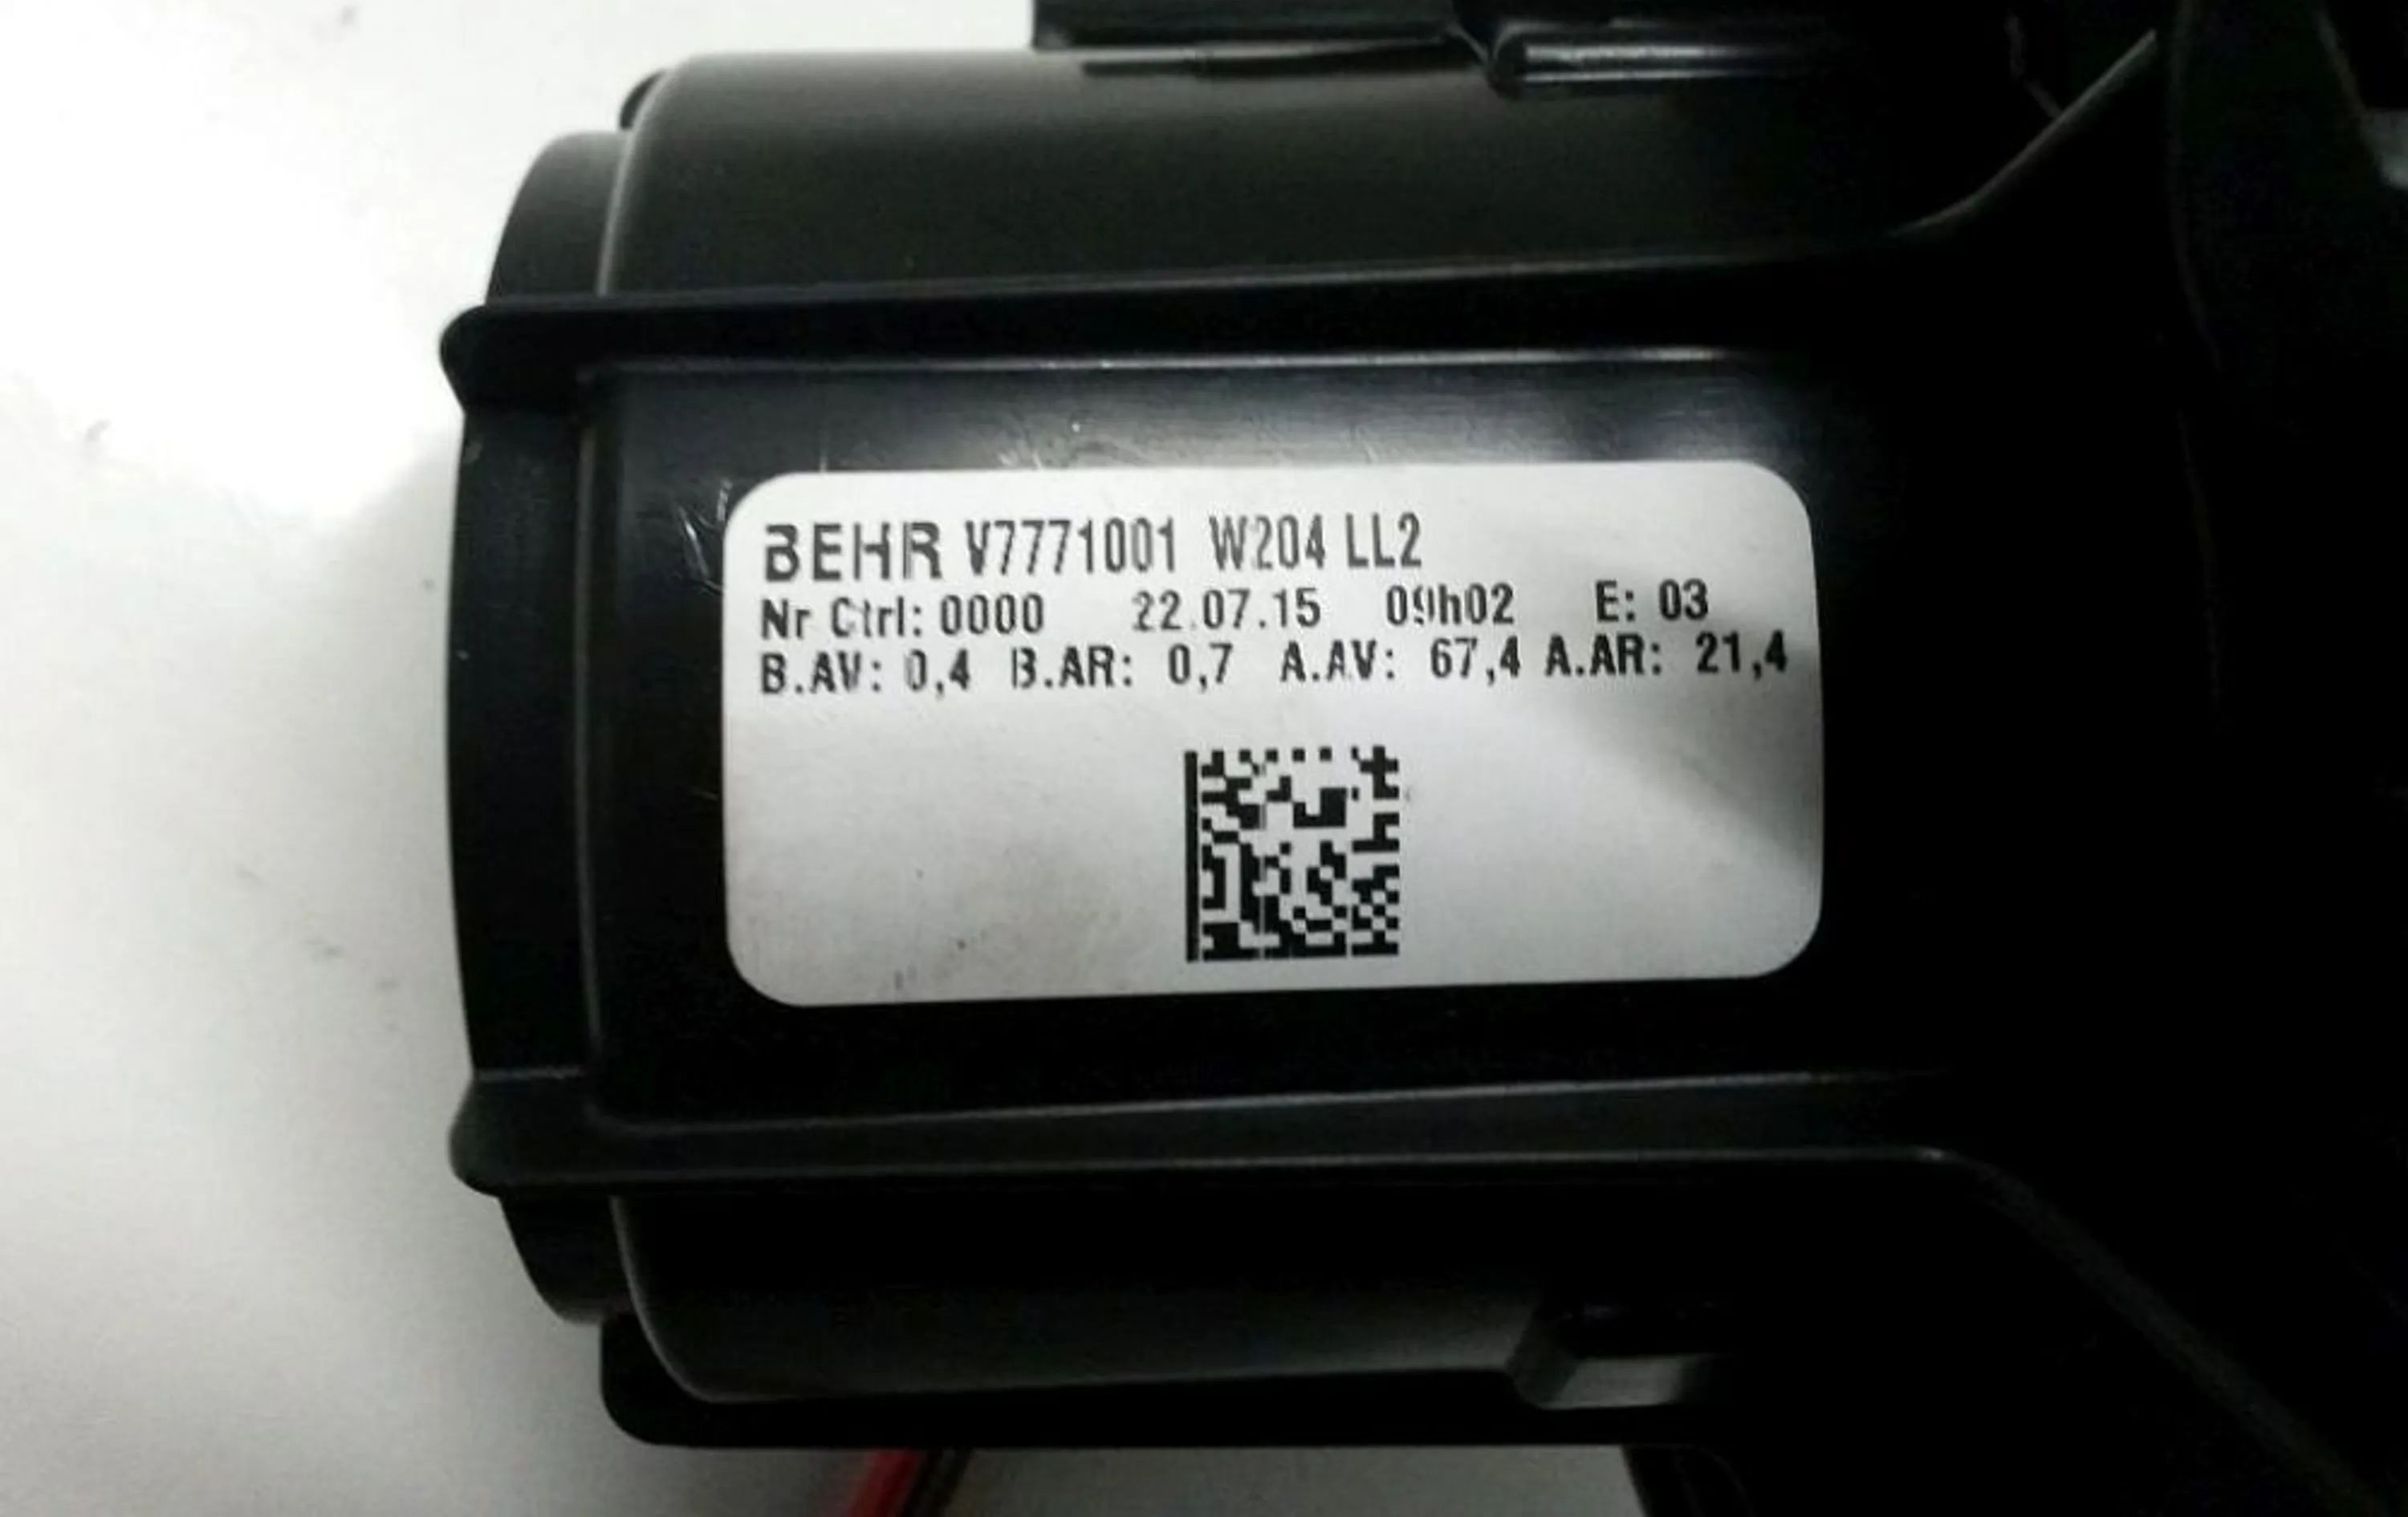 BEHR V7771001 W204 LL2
Nr Ctrl: 0000 22.07.15 09h02 E: 03
B.AV: 0,4 B.AR: 0,7 A.AV: 67,4 A.AR: 21,4